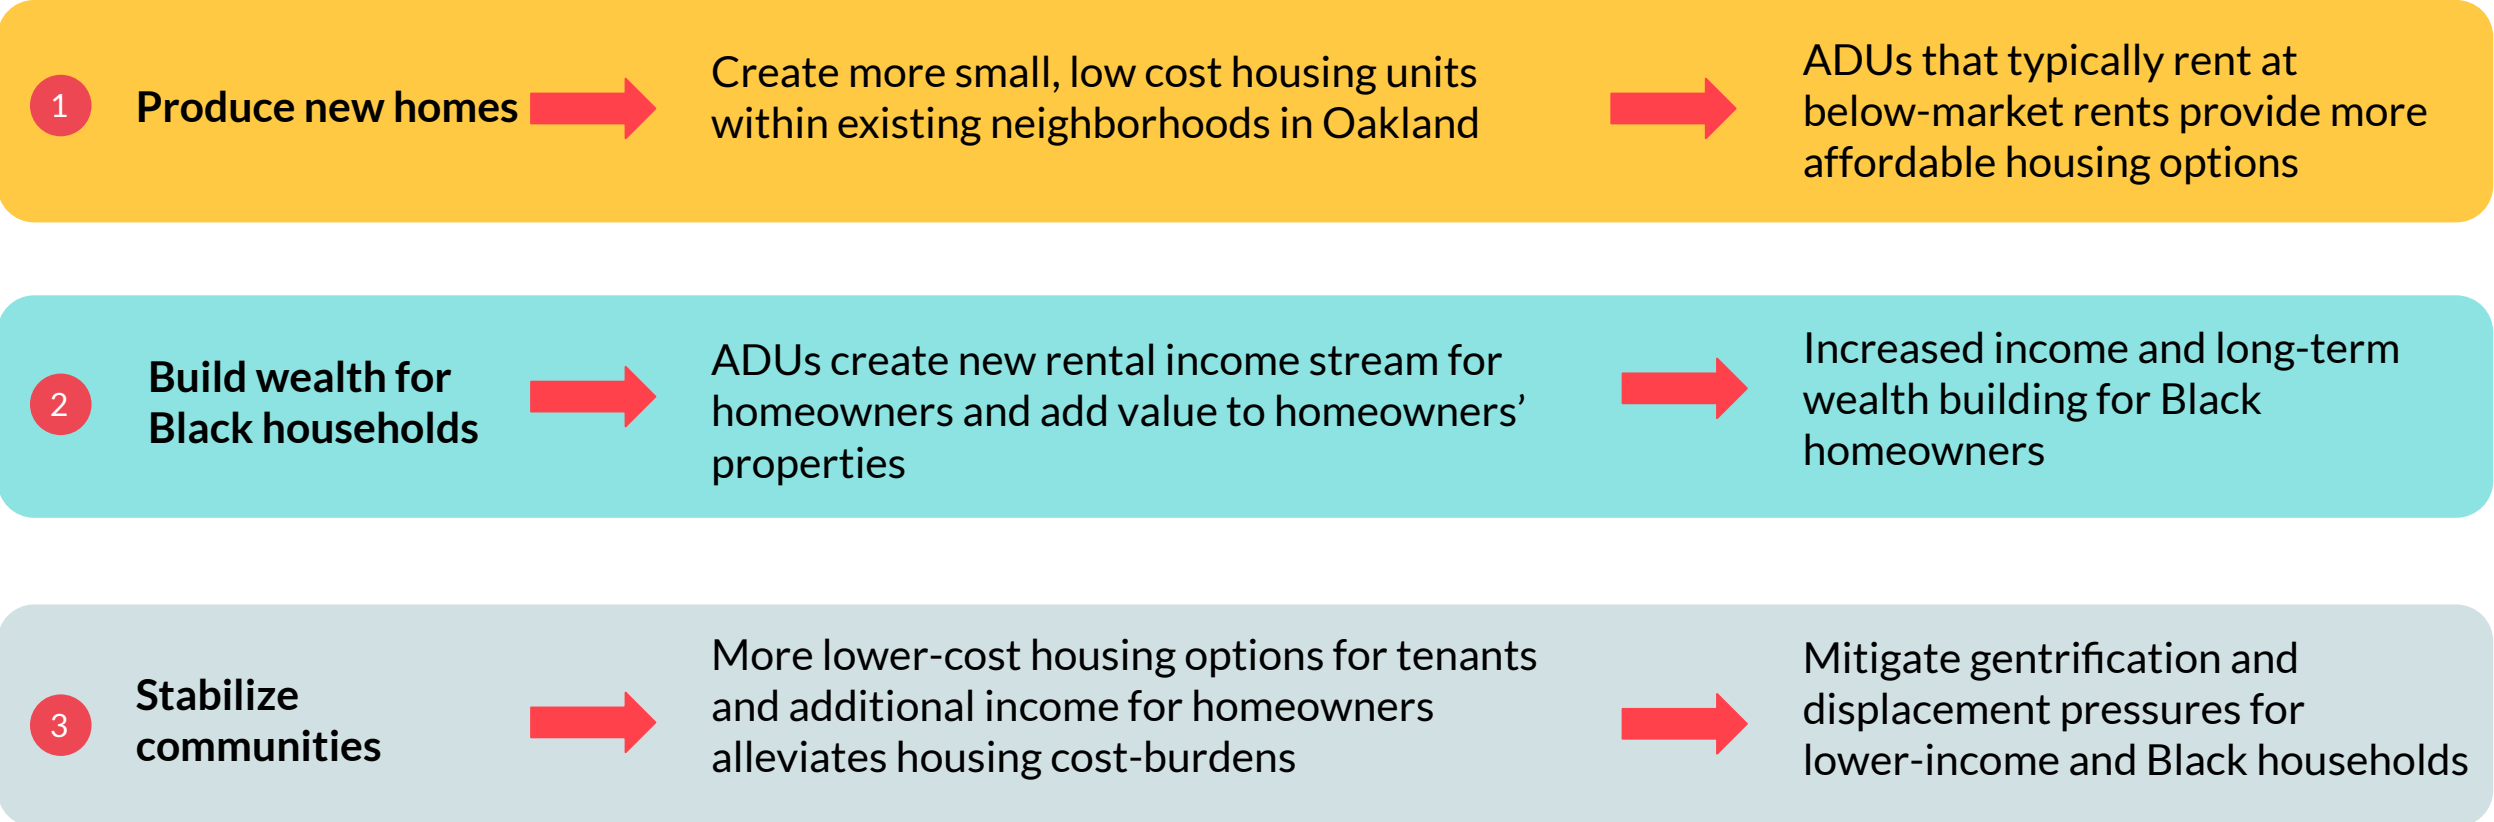 1
Produce new homes
Create more small, low cost housing units
within existing neighborhoods in Oakland
ADUs that typically rent at
below-market rents provide more
affordable housing options
2
Build wealth for
Black households
ADUs create new rental income stream for
homeowners and add value to homeowners’
properties
Increased income and long-term
wealth building for Black
homeowners
3
Stabilize
communities
More lower-cost housing options for tenants
and additional income for homeowners
alleviates housing cost-burdens
Mitigate gentrification and
displacement pressures for
lower-income and Black households